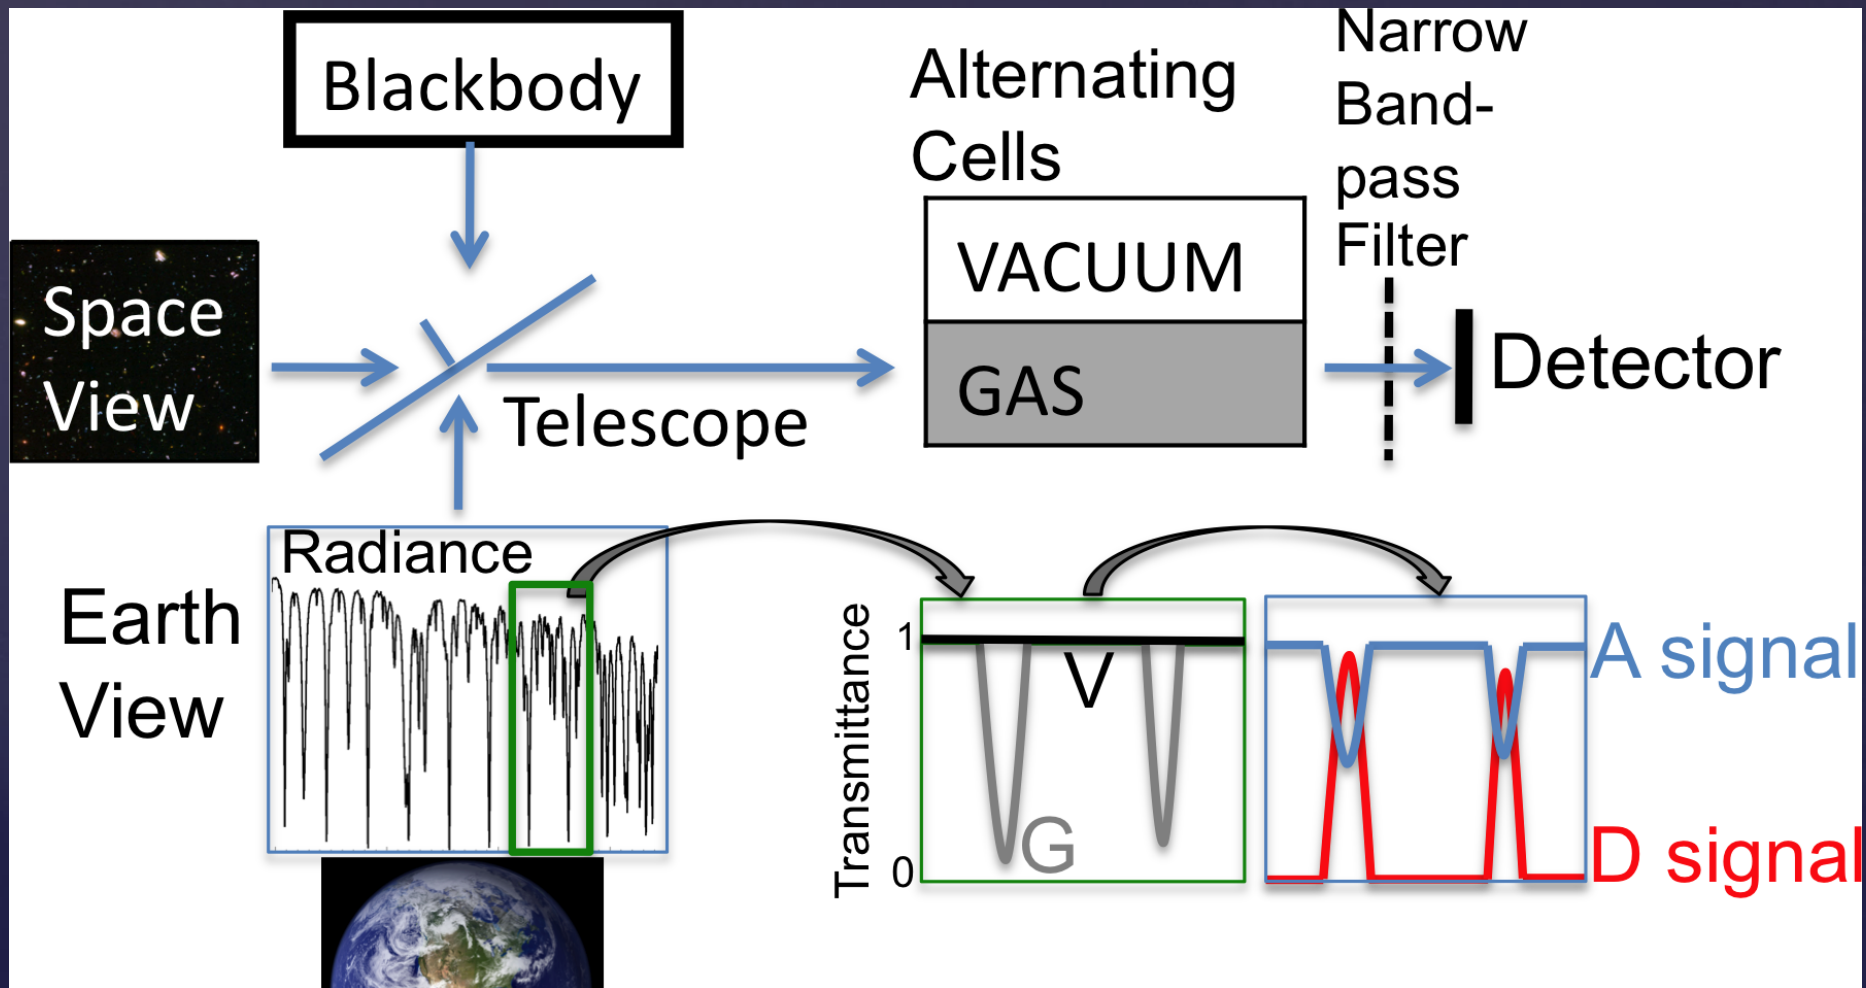 Blackbody
Space
View
Telescope
Alternating
Cells
VACUUM
GAS
Narrow
Band-
pass
Filter
Detector
Earth
View
Radiance
Transmittance
1
0
V
G
A signal
D signal